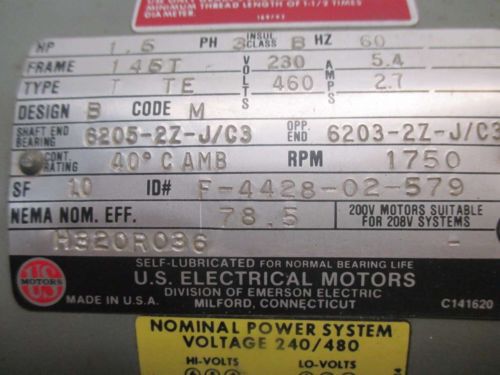 MINIMUM THREAD LENGTH OF 1-1/2 TIMES
DIAMETER.
HP 1.5 PH 3 INSUL CLASS B HZ 60
FRAME 145T VOLTS 230 AMPS 5.4
TYPE T TE 460 2.7
DESIGN B CODE M
SHAFT END BEARING 6205-2Z-J/C3 OPP. END 6203-2Z-J/C3
CONT. RATING 40°C AMB RPM 1750
SF 1.0 ID# F-4428-02-579
NEMA NOM. EFF. 78.5 200V MOTORS SUITABLE FOR 208V SYSTEMS
H320R036 -
SELF-LUBRICATED FOR NORMAL BEARING LIFE
U.S. ELECTRICAL MOTORS
DIVISION OF EMERSON ELECTRIC
MILFORD, CONNECTICUT
US MOTORS
MADE IN U.S.A.
C141620
NOMINAL POWER SYSTEM
VOLTAGE 240/480
HI-VOLTS LO-VOLTS